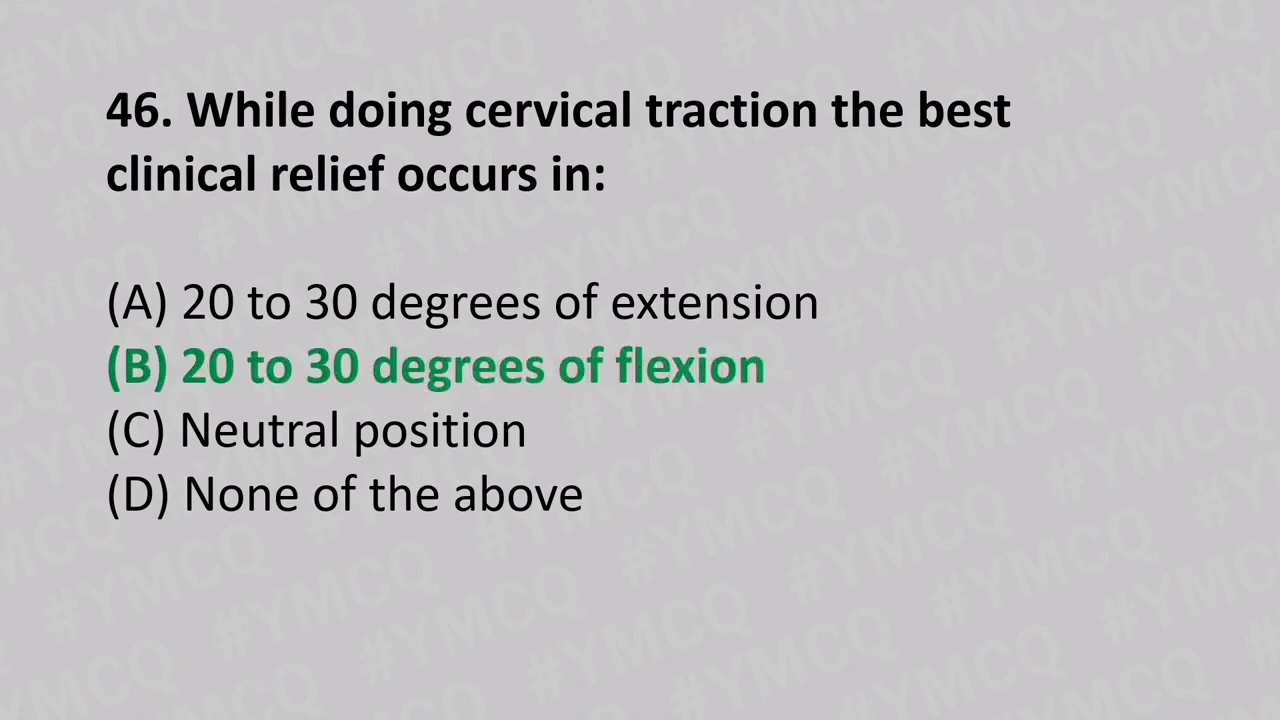 46. While doing cervical traction the best
clinical relief occurs in:
(A) 20 to 30 degrees of extension
(B) 20 to 30 degrees of flexion
(C) Neutral position
(D) None of the above
#YMCQ